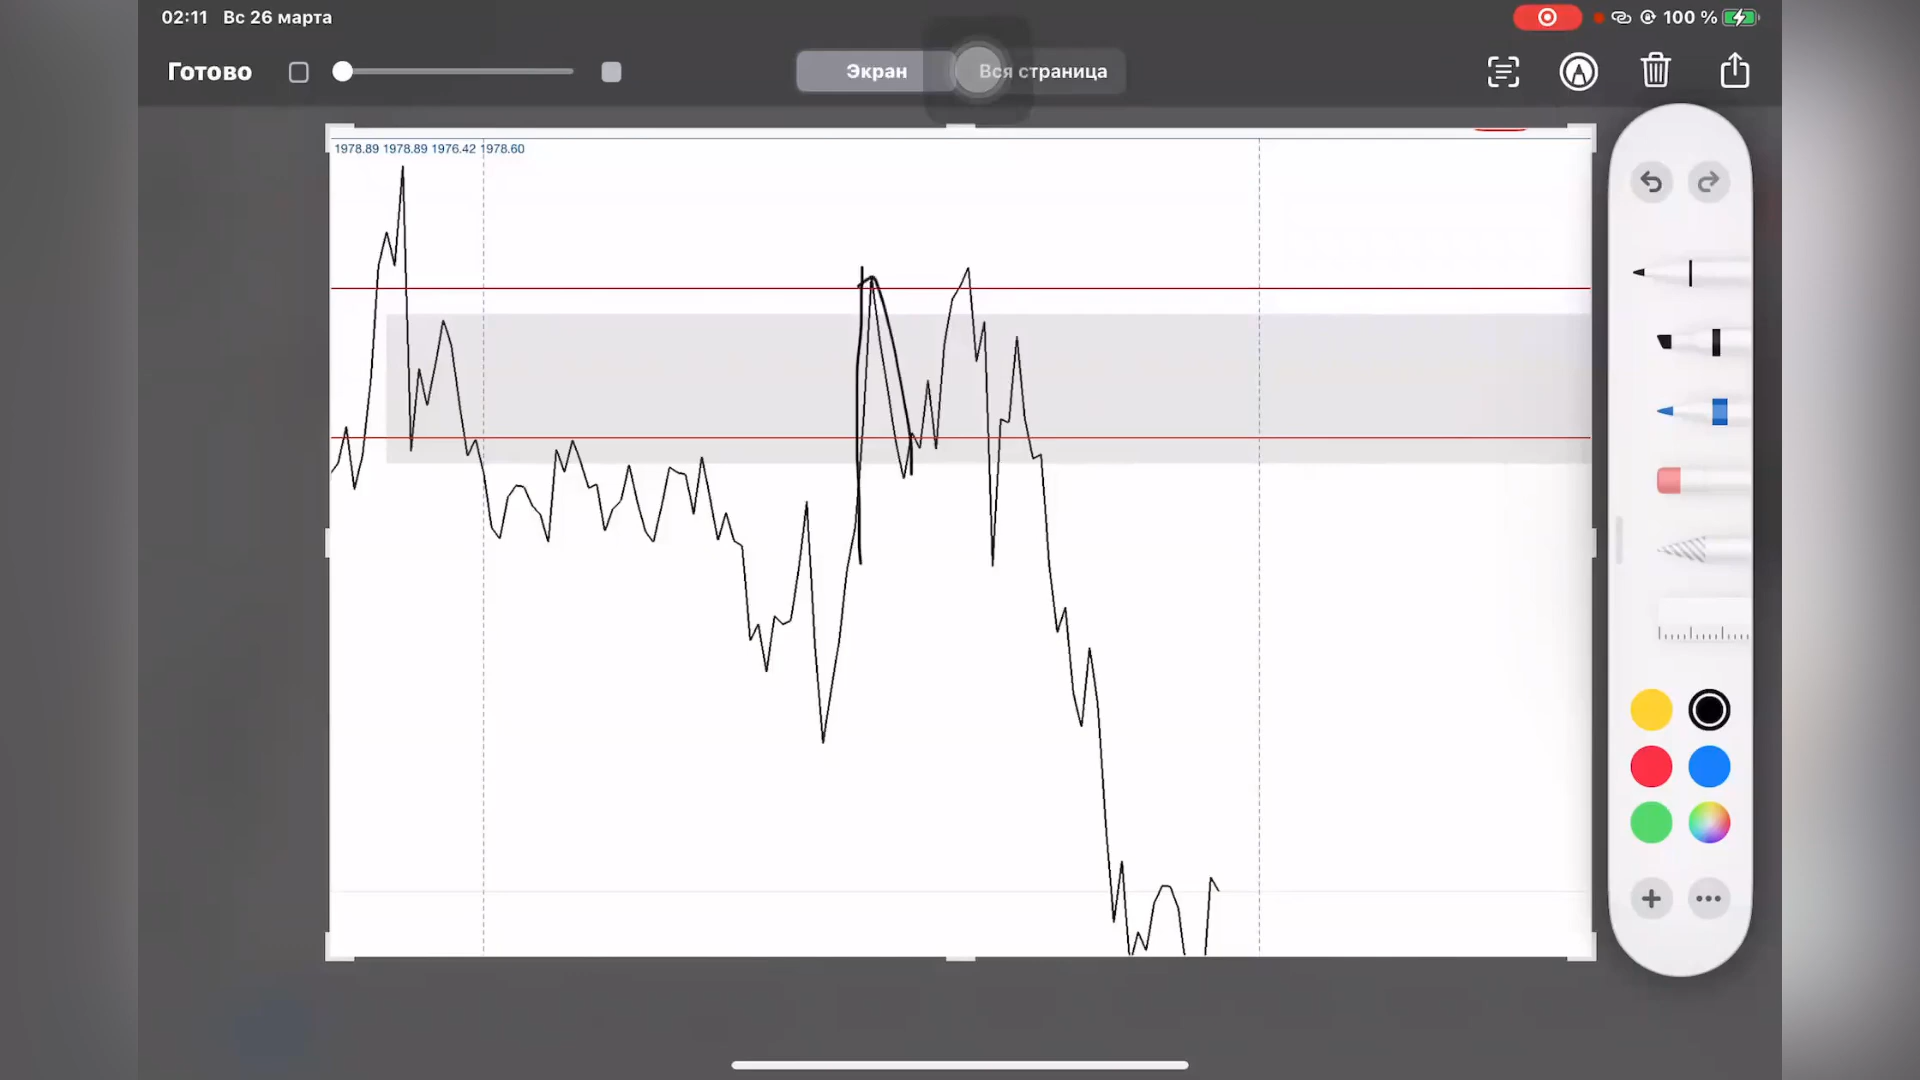 02:11 Вс 26 марта
100 %
Готово
Экран
Вся страница
1978.89 1978.89 1976.42 1978.60